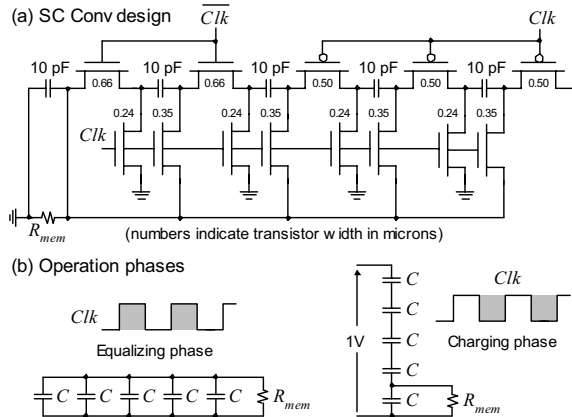 (a) SC Conv design
Clk
Clk
10 pF 10 pF 10 pF 10 pF 10 pF
0.66 0.66 0.50 0.50 0.50
0.24 0.35 0.24 0.35 0.24 0.35 0.24 0.35
Clk
Rmem
(numbers indicate transistor width in microns)
(b) Operation phases
Clk
Equalizing phase
C C C C C Rmem
1V
C
C
C
C
C
Rmem
Clk
Charging phase